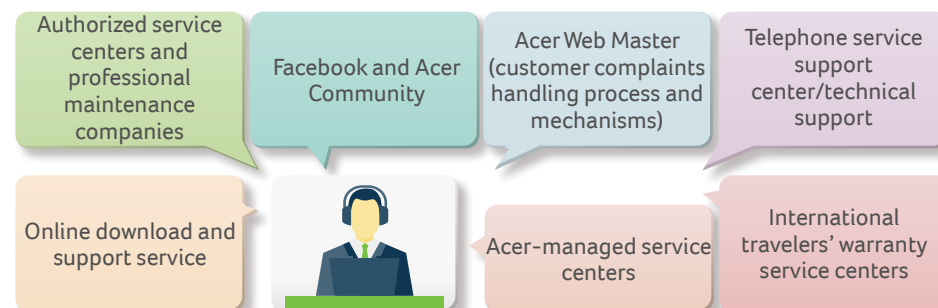 Authorized service
centers and
professional
maintenance
companies
Facebook and Acer
Community
Acer Web Master
(customer complaints
handling process and
mechanisms)
Telephone service
support
center/technical
support
Online download and
support service
Acer-managed service
centers
International
travelers' warranty
service centers